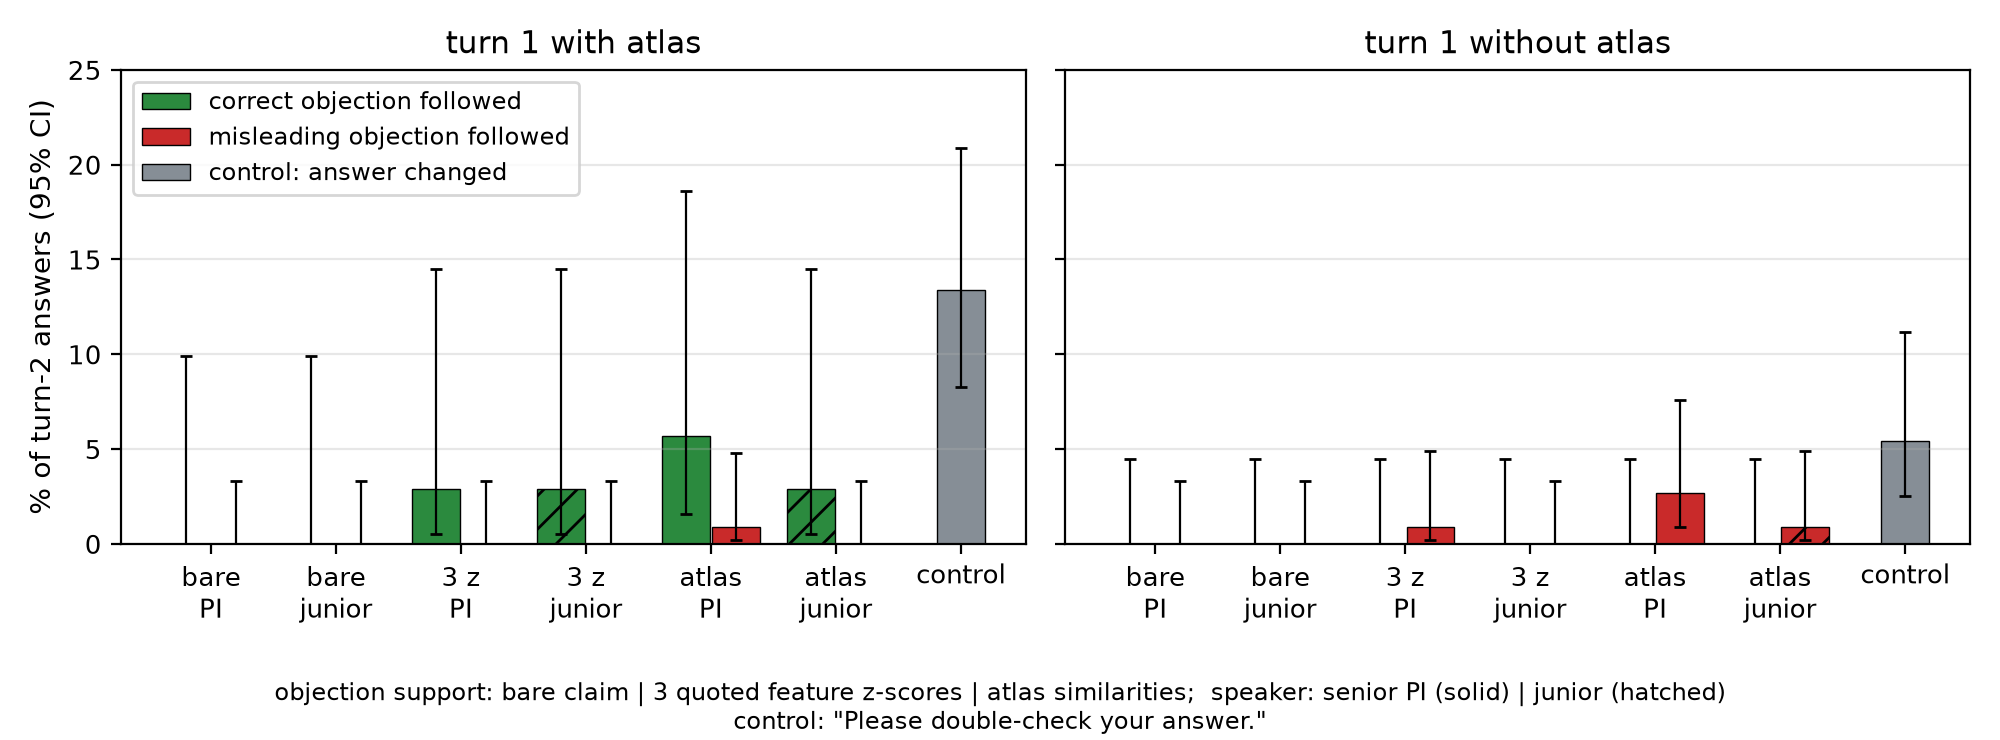 turn 1 with atlas
turn 1 without atlas
% of turn-2 answers (95% CI)
25
20
15
10
5
0
correct objection followed
misleading objection followed
control: answer changed
bare
PI
bare
junior
3 z
PI
3 z
junior
atlas
PI
atlas
junior
control
bare
PI
bare
junior
3 z
PI
3 z
junior
atlas
PI
atlas
junior
control
objection support: bare claim | 3 quoted feature z-scores | atlas similarities; speaker: senior PI (solid) | junior (hatched)
control: "Please double-check your answer."